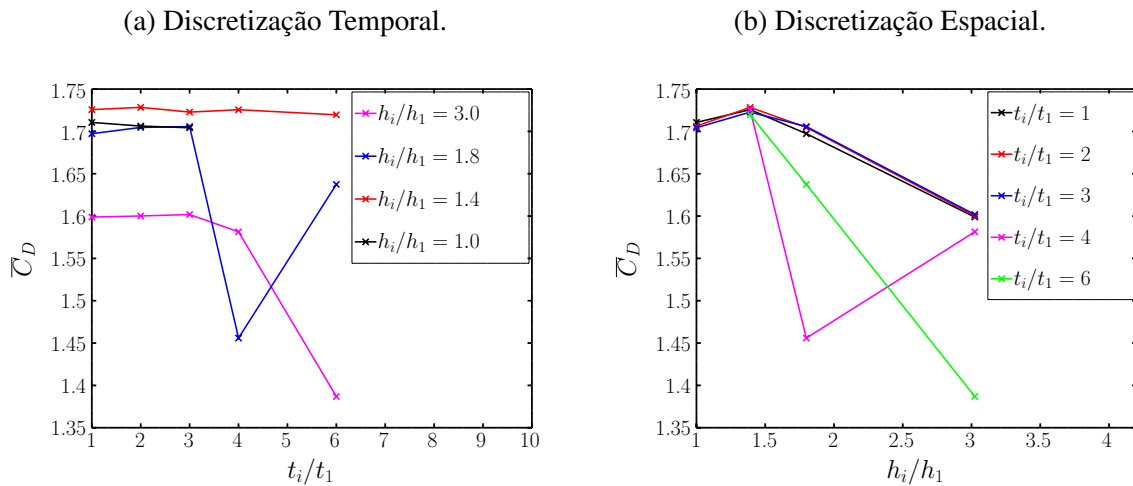 (a) Discretização Temporal.
1.75
1.7
1.65
1.6
1.55
1.5
1.45
1.4
1.35
C̅_D
1 2 3 4 5 6 7 8 9 10
t_i/t_1
h_i/h_1 = 3.0
h_i/h_1 = 1.8
h_i/h_1 = 1.4
h_i/h_1 = 1.0
(b) Discretização Espacial.
1.75
1.7
1.65
1.6
1.55
1.5
1.45
1.4
1.35
C̅_D
1 1.5 2 2.5 3 3.5 4
h_i/h_1
t_i/t_1 = 1
t_i/t_1 = 2
t_i/t_1 = 3
t_i/t_1 = 4
t_i/t_1 = 6